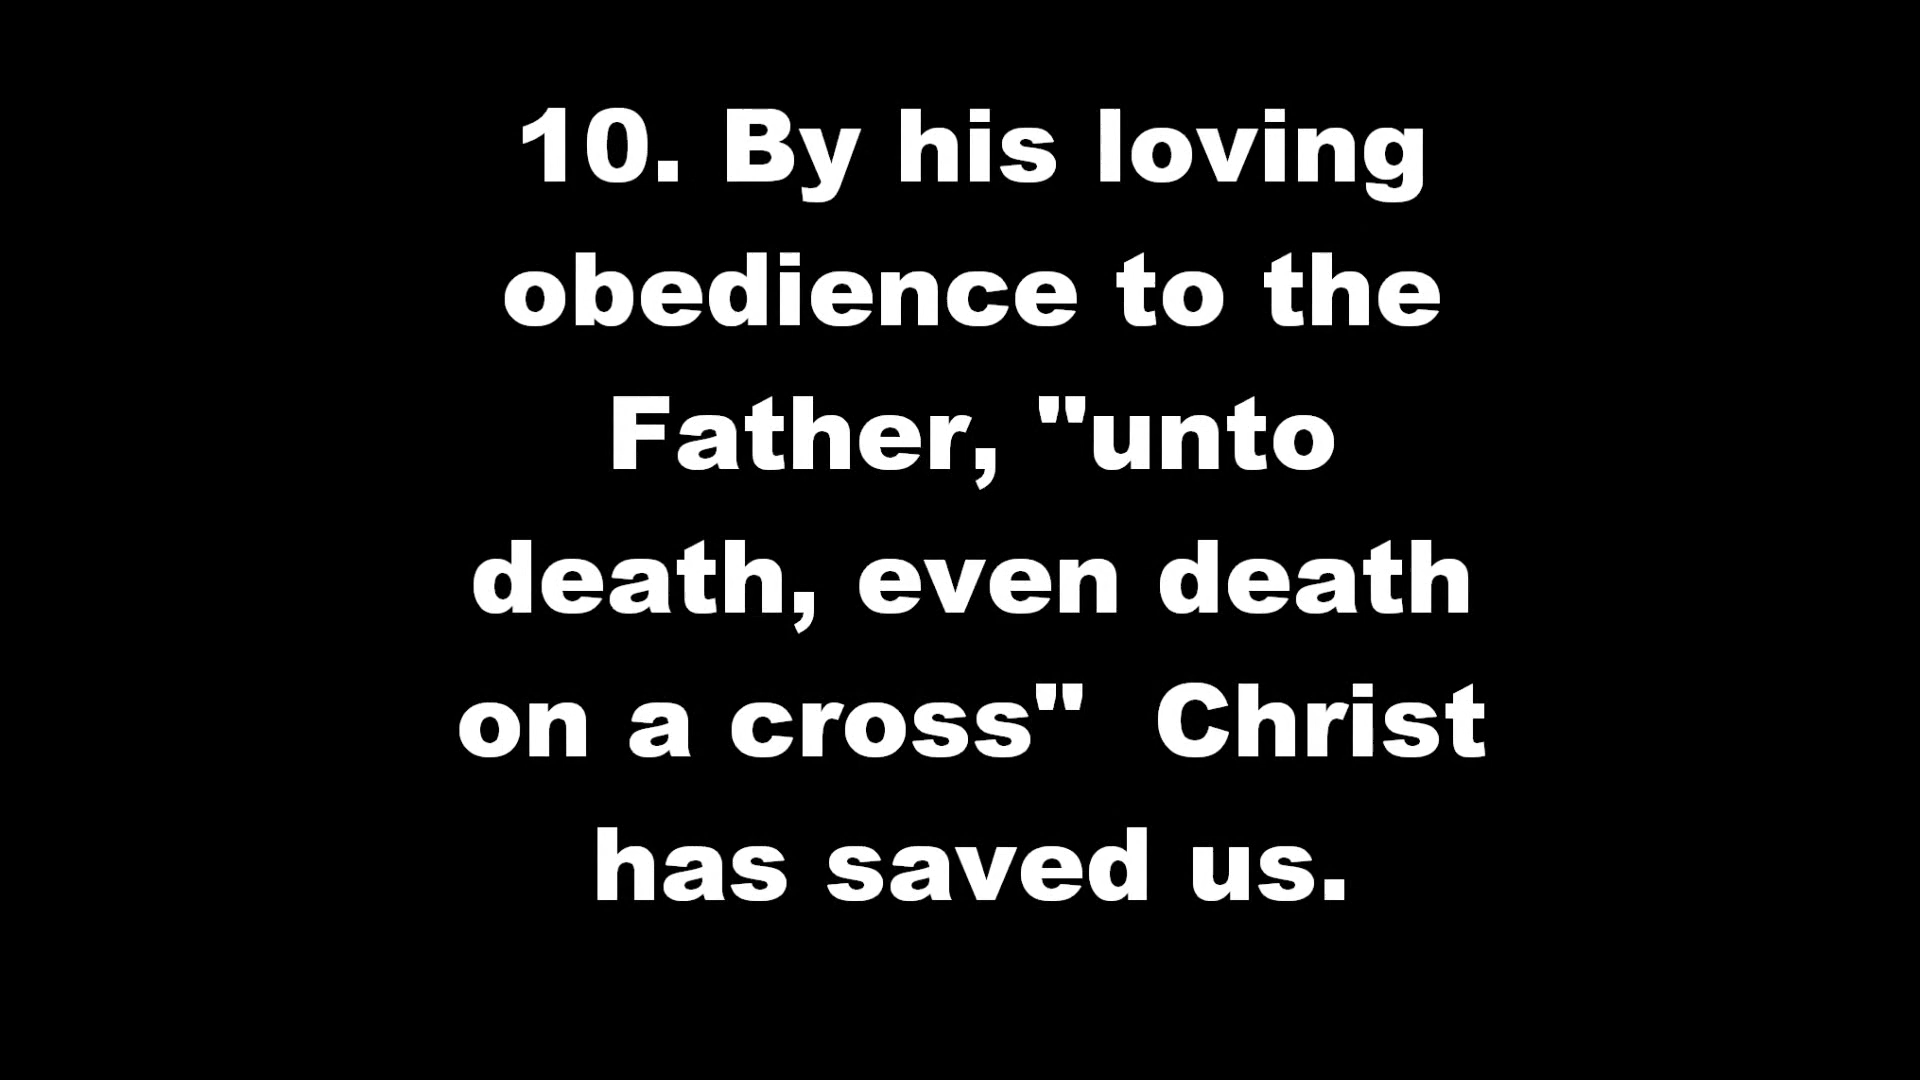 10. By his loving
obedience to the
Father, "unto
death, even death
on a cross"  Christ
has saved us.